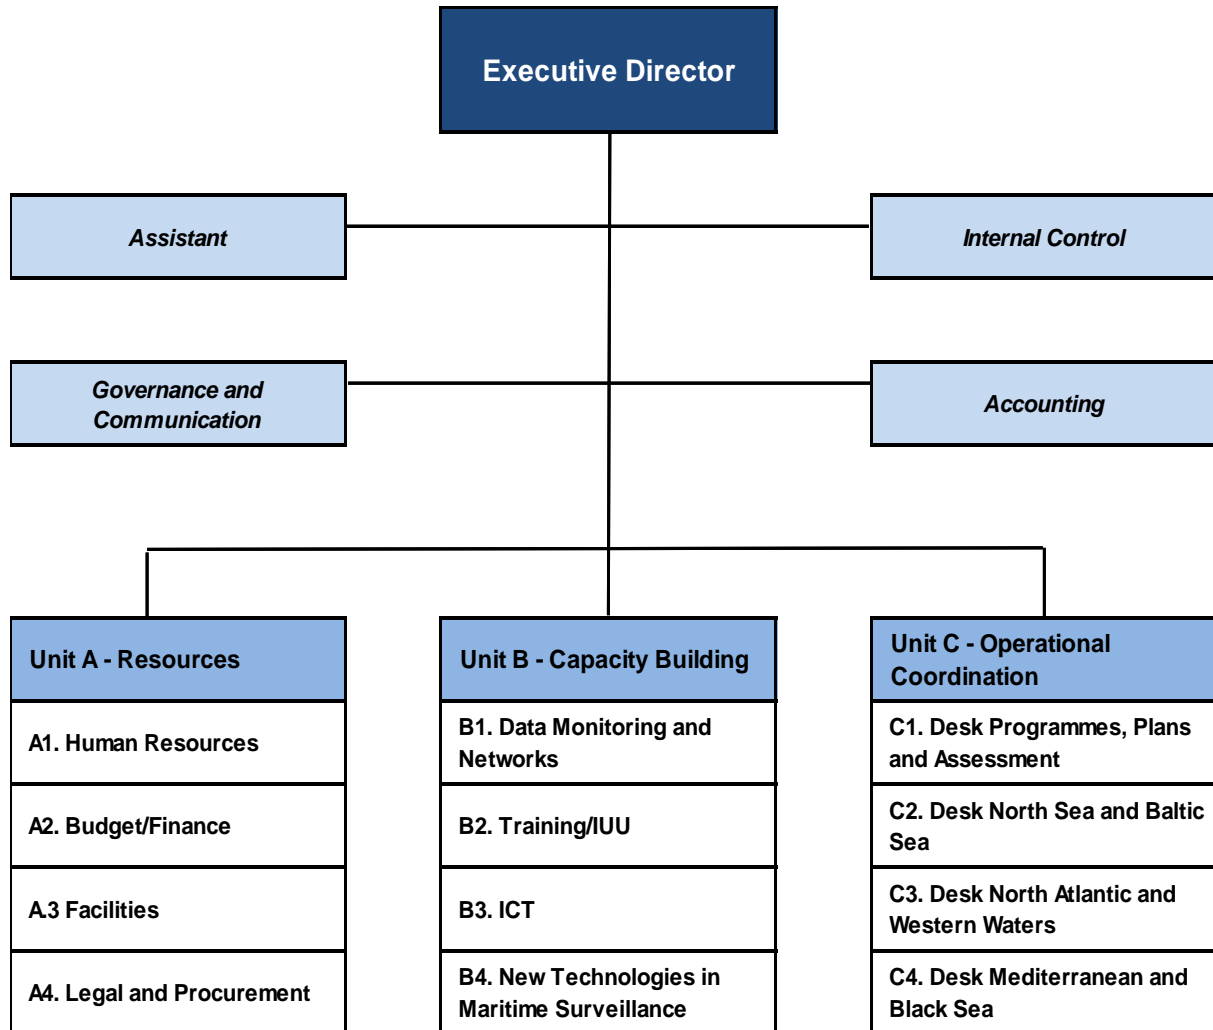 Executive Director
Assistant
Internal Control
Governance and
Communication
Accounting
Unit A - Resources
A1. Human Resources
A2. Budget/Finance
A.3 Facilities
A4. Legal and Procurement
Unit B - Capacity Building
B1. Data Monitoring and
Networks
B2. Training/IUU
B3. ICT
B4. New Technologies in
Maritime Surveillance
Unit C - Operational
Coordination
C1. Desk Programmes, Plans
and Assessment
C2. Desk North Sea and Baltic
Sea
C3. Desk North Atlantic and
Western Waters
C4. Desk Mediterranean and
Black Sea